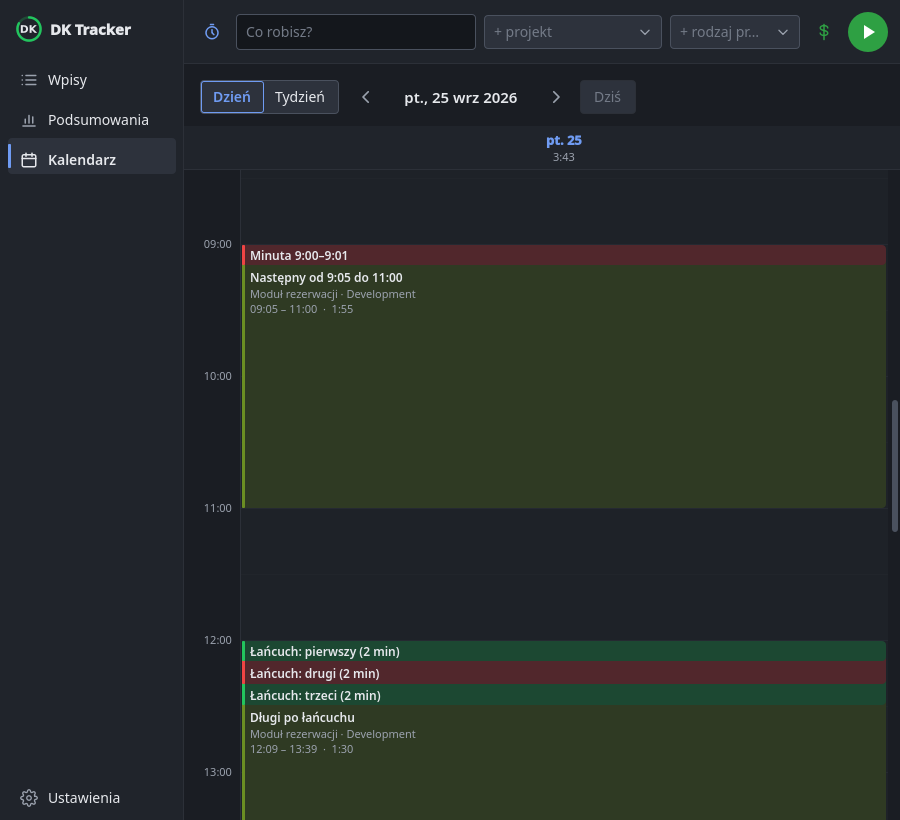 DK DK Tracker
Co robisz?
+ projekt
+ rodzaj pr...
$
Wpisy
Podsumowania
Kalendarz
Ustawienia
Dzień
Tydzień
pt., 25 wrz 2026
Dziś
pt. 25
3:43
09:00
Minuta 9:00–9:01
Następny od 9:05 do 11:00
Moduł rezerwacji · Development
09:05 – 11:00 · 1:55
10:00
11:00
12:00
Łańcuch: pierwszy (2 min)
Łańcuch: drugi (2 min)
Łańcuch: trzeci (2 min)
Długi po łańcuchu
Moduł rezerwacji · Development
12:09 – 13:39 · 1:30
13:00